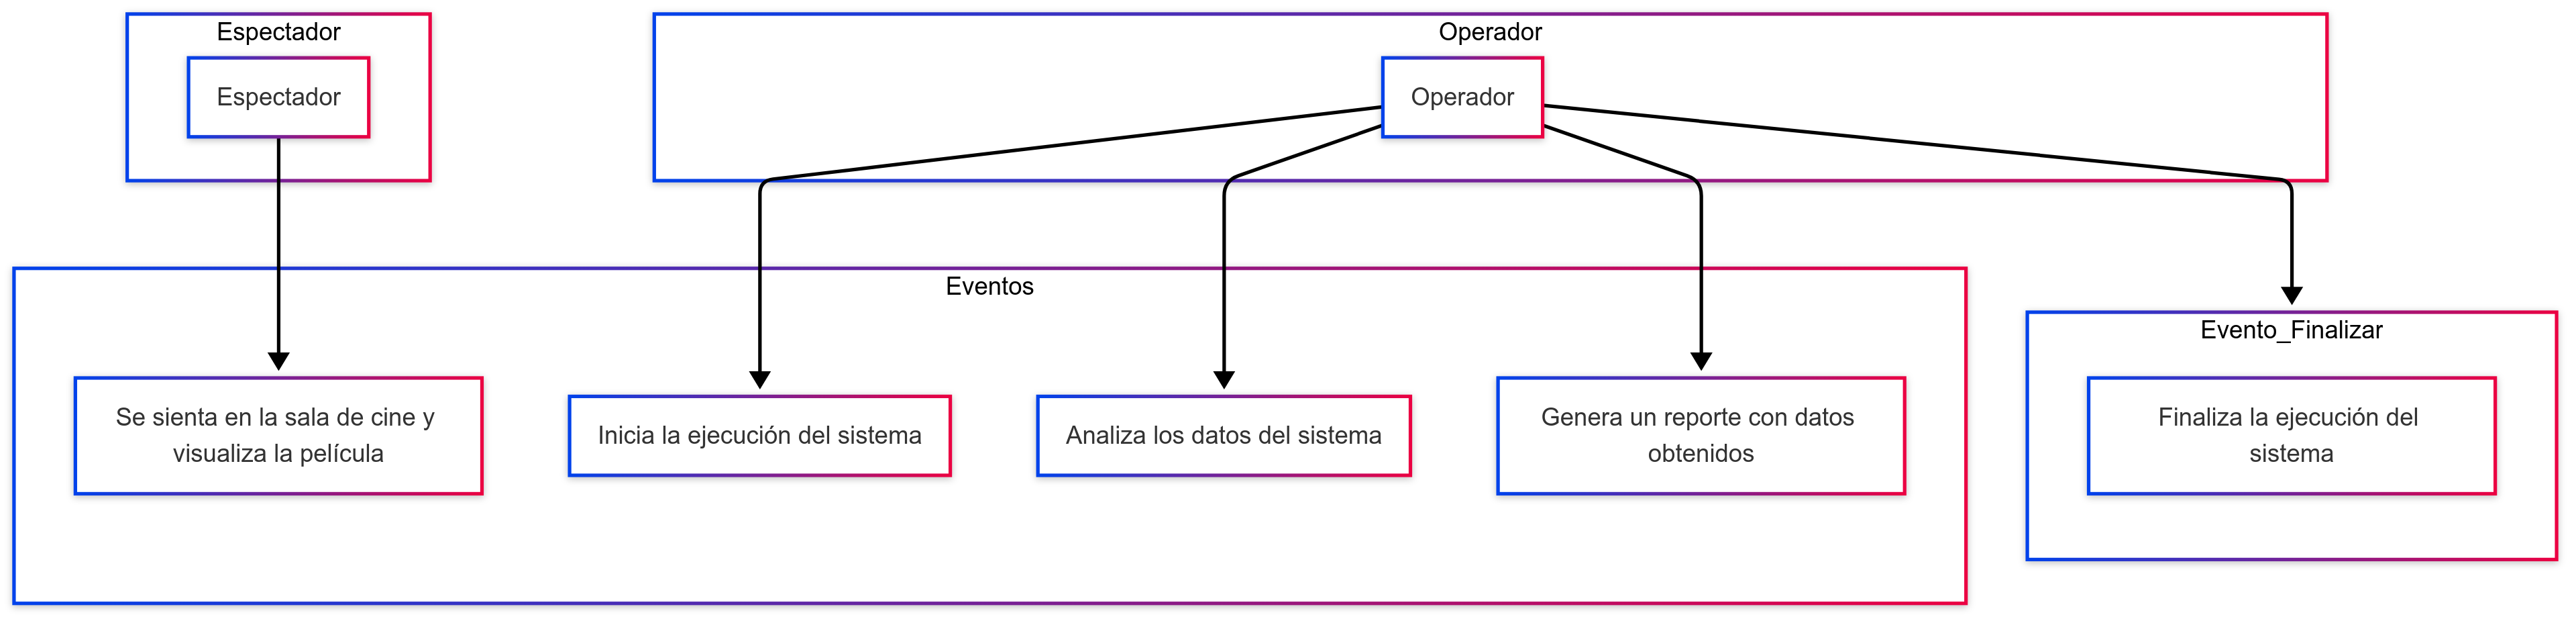 Espectador
Espectador
Operador
Operador
Eventos
Se sienta en la sala de cine y
visualiza la película
Inicia la ejecución del sistema
Analiza los datos del sistema
Genera un reporte con datos
obtenidos
Evento_Finalizar
Finaliza la ejecución del
sistema